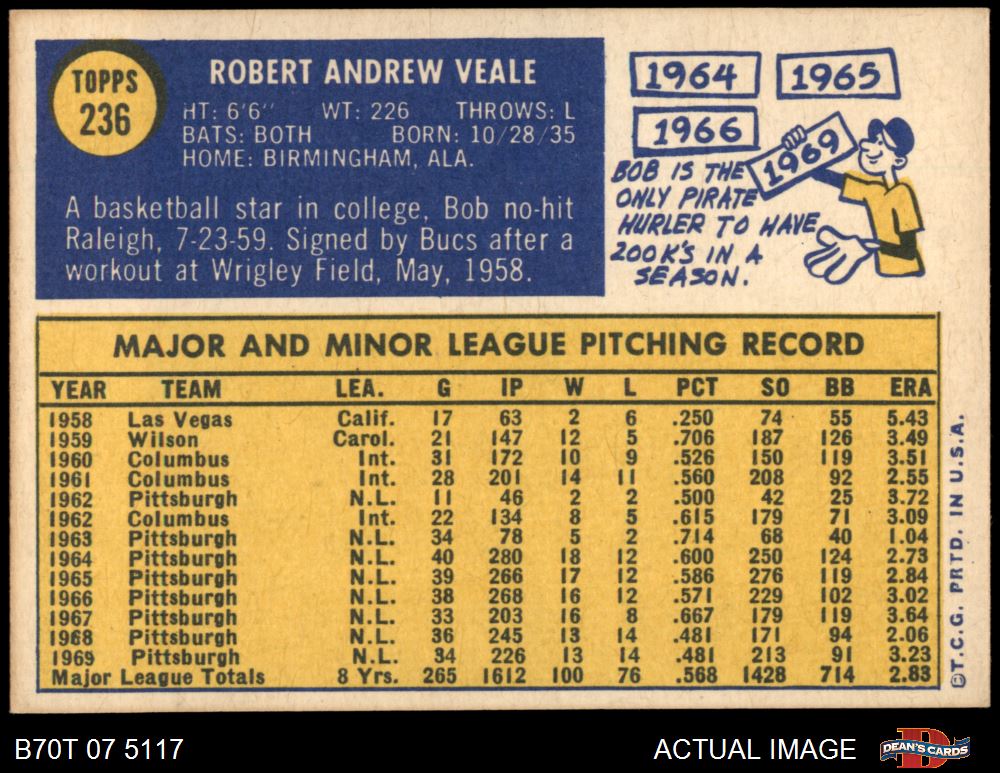 TOPPS
236
ROBERT ANDREW VEALE
HT: 6'6" WT: 226 THROWS: L
BATS: BOTH BORN: 10/28/35
HOME: BIRMINGHAM, ALA.
A basketball star in college, Bob no-hit
Raleigh, 7-23-59. Signed by Bucs after a
workout at Wrigley Field, May, 1958.
1964 1965
1966
1969
BOB IS THE
ONLY PIRATE
HURLER TO HAVE
200 K'S IN A
SEASON.
MAJOR AND MINOR LEAGUE PITCHING RECORD
YEAR TEAM LEA. G IP W L PCT SO BB ERA
1958 Las Vegas Calif. 17 63 2 6 .250 74 55 5.43
1959 Wilson Carol. 21 147 12 5 .706 187 126 3.49
1960 Columbus Int. 31 172 10 9 .526 150 119 3.51
1961 Columbus Int. 28 201 14 11 .560 208 92 2.55
1962 Pittsburgh N.L. 11 46 2 2 .500 42 25 3.72
1962 Columbus Int. 22 134 8 5 .615 179 71 3.09
1963 Pittsburgh N.L. 34 78 5 2 .714 68 40 1.04
1964 Pittsburgh N.L. 40 280 18 12 .600 250 124 2.73
1965 Pittsburgh N.L. 39 266 17 12 .586 276 119 2.84
1966 Pittsburgh N.L. 38 268 16 12 .571 229 102 3.02
1967 Pittsburgh N.L. 33 203 16 8 .667 179 119 3.64
1968 Pittsburgh N.L. 36 245 13 14 .481 171 94 2.06
1969 Pittsburgh N.L. 34 226 13 14 .481 213 91 3.23
Major League Totals 8 Yrs. 265 1612 100 76 .568 1428 714 2.83
©T.C.G. PRTD. IN U.S.A.
B70T 07 5117 ACTUAL IMAGE
DEAN'S CARDS